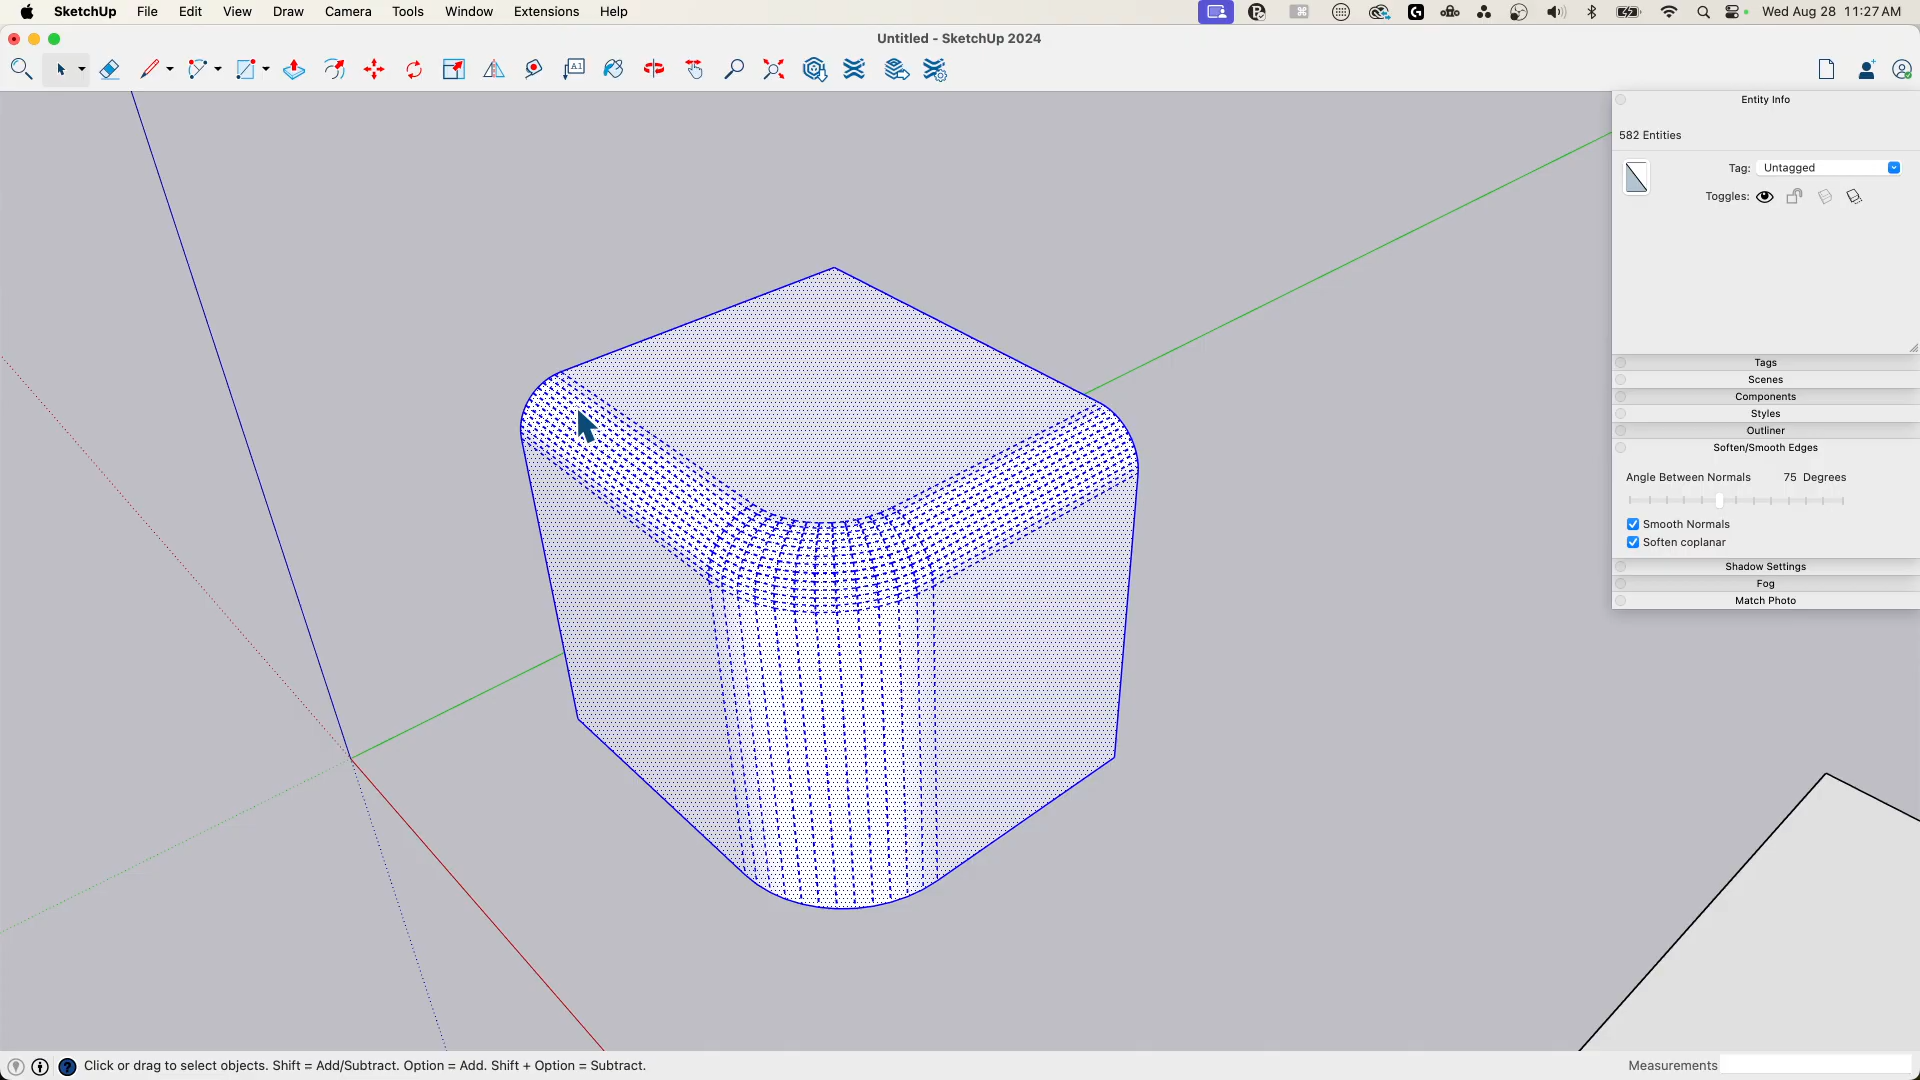 SketchUp File Edit View Draw Camera Tools Window Extensions Help Wed Aug 28 11:27 AM
Untitled - SketchUp 2024
A1
Entity Info
582 Entities
Tag: Untagged
Toggles:
Tags
Scenes
Components
Styles
Outliner
Soften/Smooth Edges
Angle Between Normals 75 Degrees
Smooth Normals
Soften coplanar
Shadow Settings
Fog
Match Photo
Click or drag to select objects. Shift = Add/Subtract. Option = Add. Shift + Option = Subtract.
Measurements